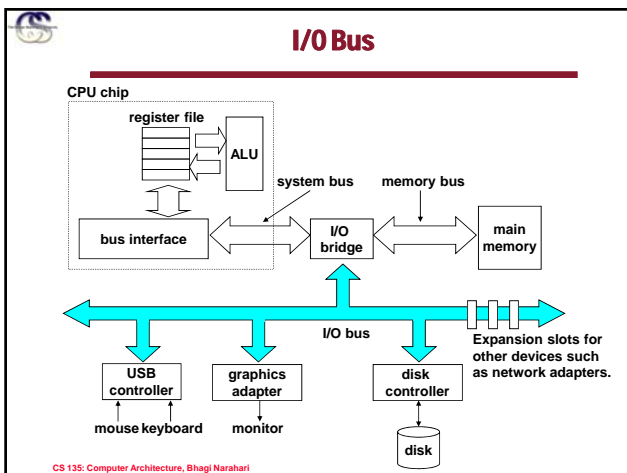 I/O Bus
CPU chip
register file
ALU
system bus
memory bus
bus interface
I/O
bridge
main
memory
I/O bus
Expansion slots for
other devices such
as network adapters.
USB
controller
graphics
adapter
disk
controller
mouse keyboard
monitor
disk
CS 135: Computer Architecture, Bhagi Narahari